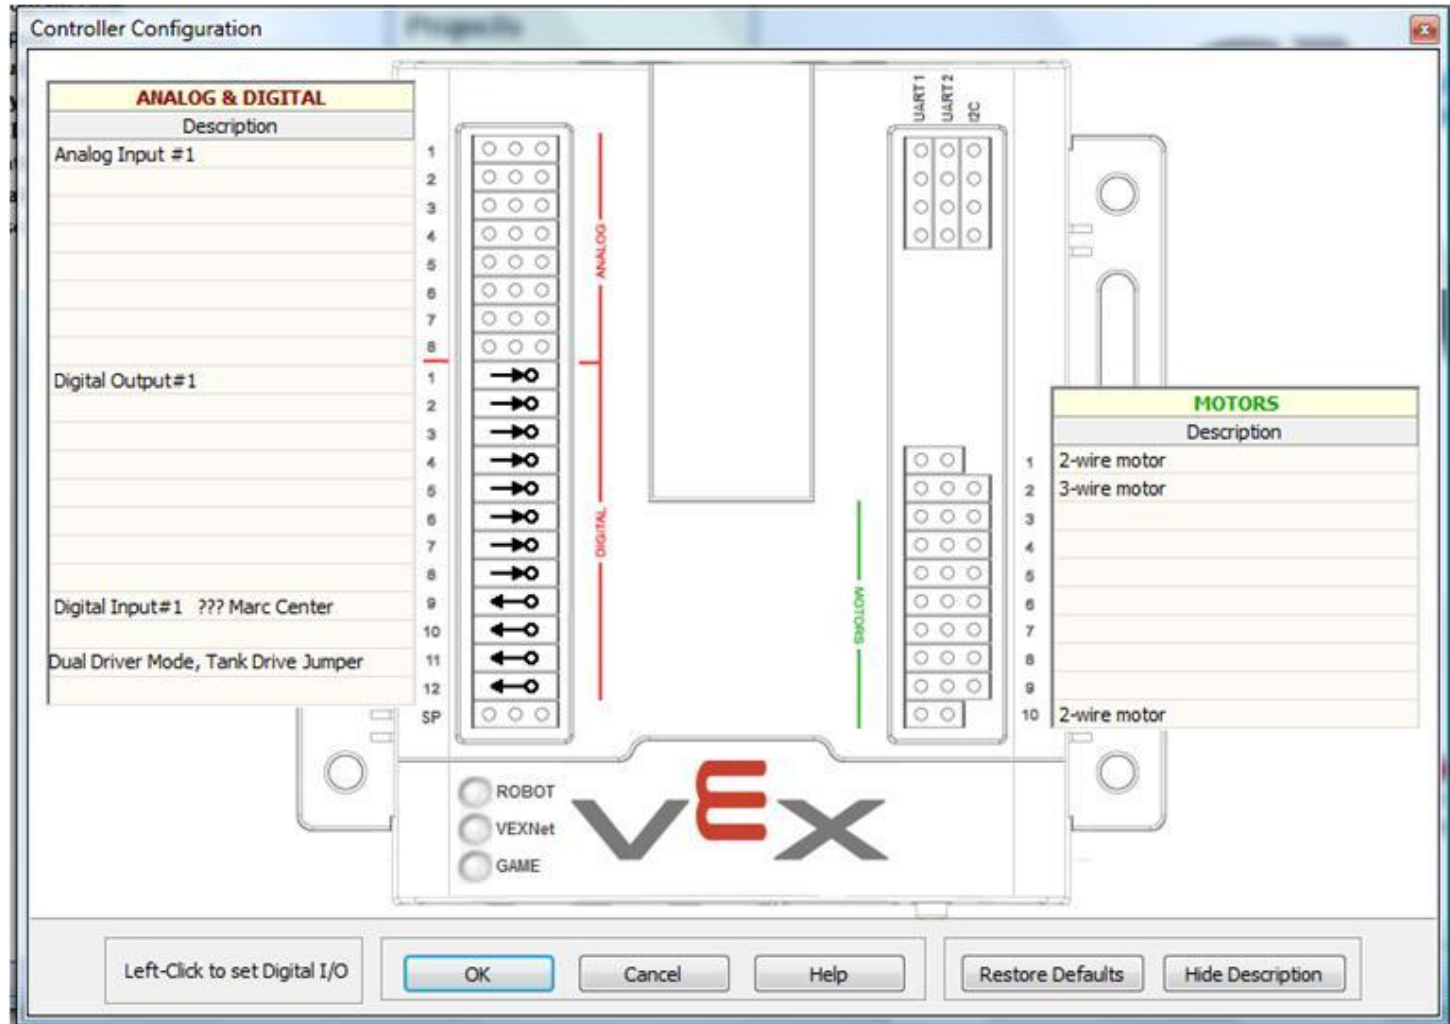 Controller Configuration
Projects
ANALOG & DIGITAL
Description
Analog Input #1
Digital Output#1
Digital Input#1 ??? Marc Center
Dual Driver Mode, Tank Drive Jumper
1
2
3
4
5
6
7
8
1
2
3
4
5
6
7
8
9
10
11
12
SP
ANALOG
DIGITAL
UART 1
UART 2
I2C
MOTORS
1
2
3
4
5
6
7
8
9
10
MOTORS
Description
2-wire motor
3-wire motor
2-wire motor
ROBOT
VEXNet
GAME
VEX
Left-Click to set Digital I/O
OK
Cancel
Help
Restore Defaults
Hide Description